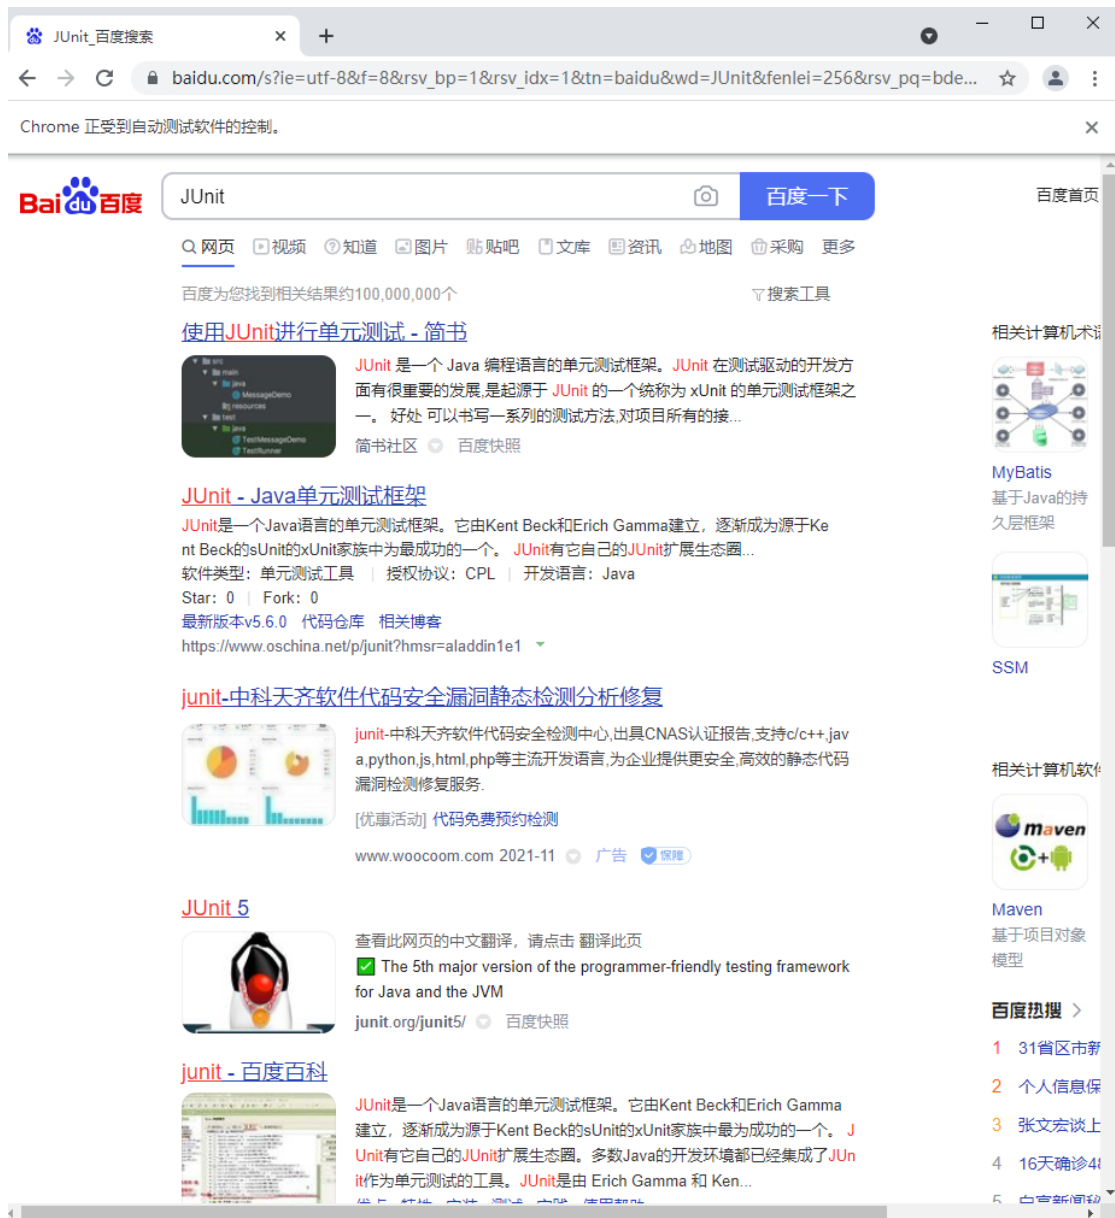 JUnit_百度搜索
baidu.com/s?ie=utf-8&f=8&rsv_bp=1&rsv_idx=1&tn=baidu&wd=JUnit&fenlei=256&rsv_pq=bde...
Chrome 正受到自动测试软件的控制。
Bai du 百度
JUnit
百度一下
百度首页
网页 视频 知道 图片 贴吧 文库 资讯 地图 采购 更多
百度为您找到相关结果约100,000,000个
搜索工具
使用JUnit进行单元测试 - 简书
src
main
java
MessageDemo
resources
test
java
TestMessageDemo
TestRunner
JUnit 是一个 Java 编程语言的单元测试框架。JUnit 在测试驱动的开发方
面有很重要的发展,是起源于 JUnit 的一个统称为 xUnit 的单元测试框架之
一。 好处 可以书写一系列的测试方法,对项目所有的接...
简书社区 百度快照
JUnit - Java单元测试框架
JUnit是一个Java语言的单元测试框架。它由Kent Beck和Erich Gamma建立，逐渐成为源于Ke
nt Beck的sUnit的xUnit家族中为最成功的一个。 JUnit有它自己的JUnit扩展生态圈...
软件类型：单元测试工具 | 授权协议：CPL | 开发语言：Java
Star：0 | Fork：0
最新版本v5.6.0 代码仓库 相关博客
https://www.oschina.net/p/junit?hmsr=aladdin1e1
junit-中科天齐软件代码安全漏洞静态检测分析修复
junit-中科天齐软件代码安全检测中心,出具CNAS认证报告,支持c/c++,jav
a,python,js,html,php等主流开发语言,为企业提供更安全,高效的静态代码
漏洞检测修复服务.
[优惠活动] 代码免费预约检测
www.woocoom.com 2021-11 广告 保障
JUnit 5
查看此网页的中文翻译，请点击 翻译此页
The 5th major version of the programmer-friendly testing framework
for Java and the JVM
junit.org/junit5/ 百度快照
junit - 百度百科
JUnit是一个Java语言的单元测试框架。它由Kent Beck和Erich Gamma
建立，逐渐成为源于Kent Beck的sUnit的xUnit家族中最为成功的一个。 J
Unit有它自己的JUnit扩展生态圈。多数Java的开发环境都已经集成了JUn
it作为单元测试的工具。JUnit是由 Erich Gamma 和 Ken...
相关计算机术语
MyBatis
基于Java的持
久层框架
SSM
相关计算机软件
maven
Maven
基于项目对象
模型
百度热搜
1 31省区市新
2 个人信息保
3 张文宏谈上
4 16天确诊48
5